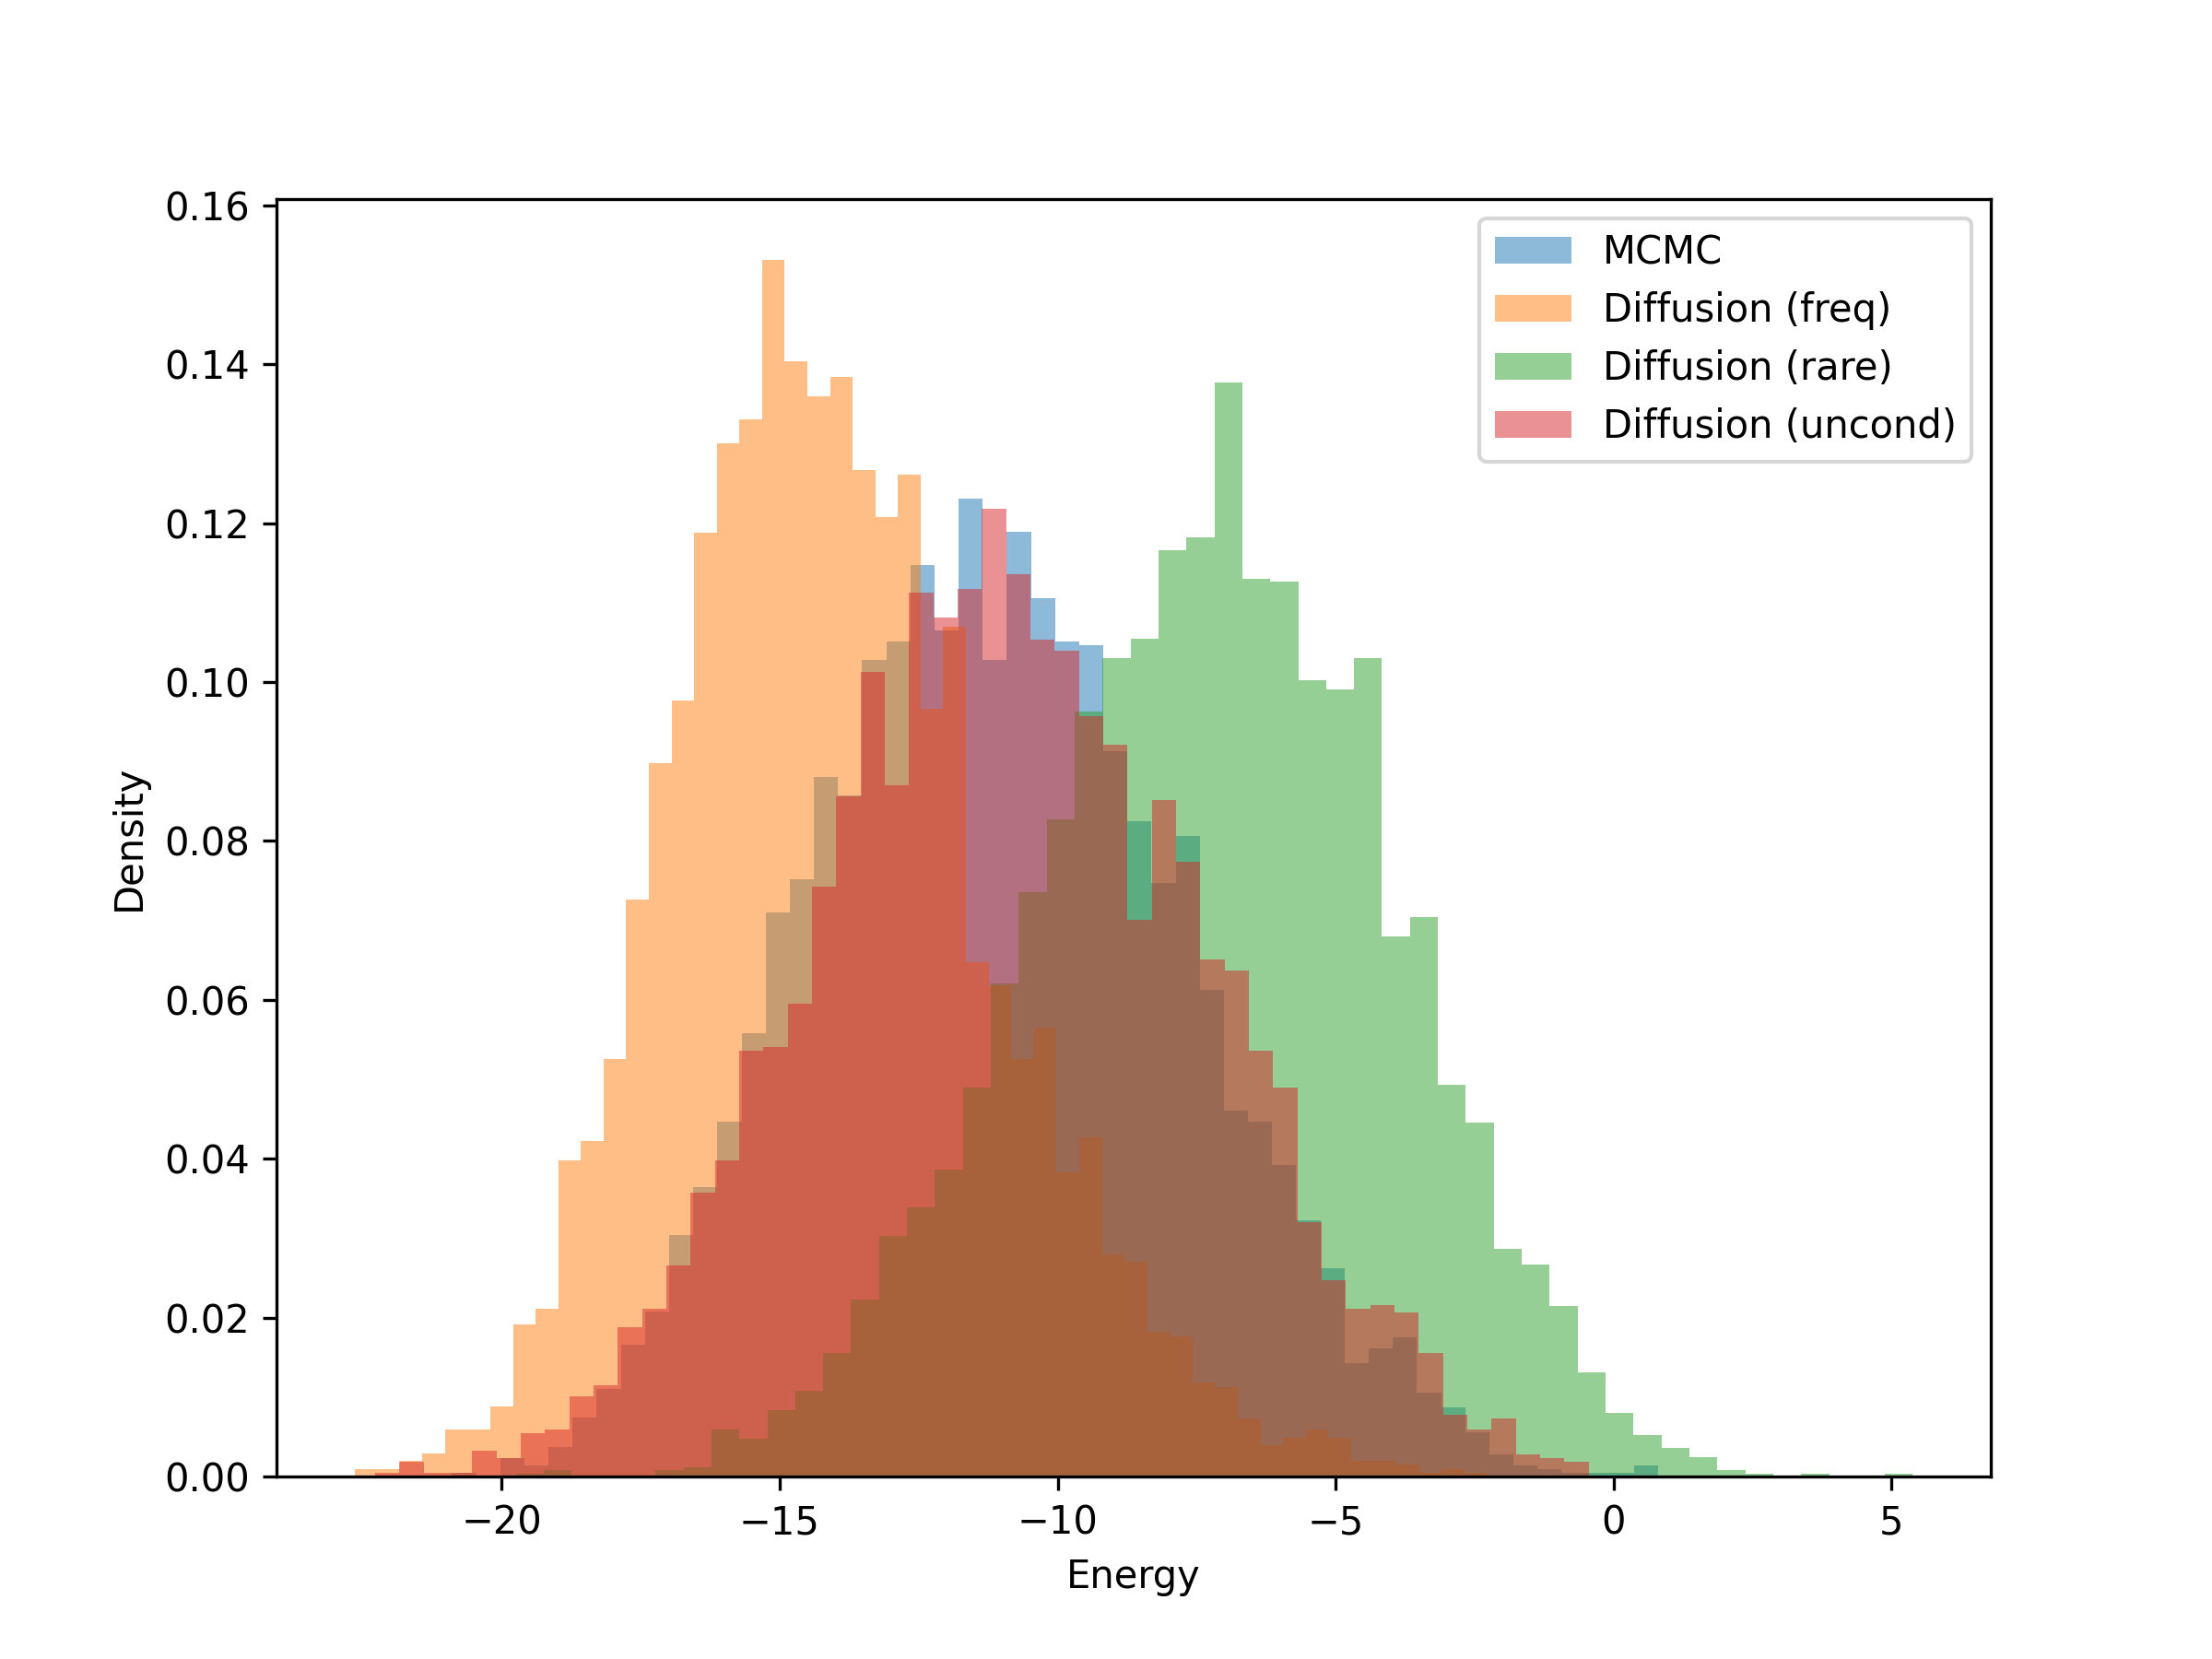 MCMC
Diffusion (freq)
Diffusion (rare)
Diffusion (uncond)
0.16
0.14
0.12
0.10
0.08
0.06
0.04
0.02
0.00
Density
−20 −15 −10 −5 0 5
Energy